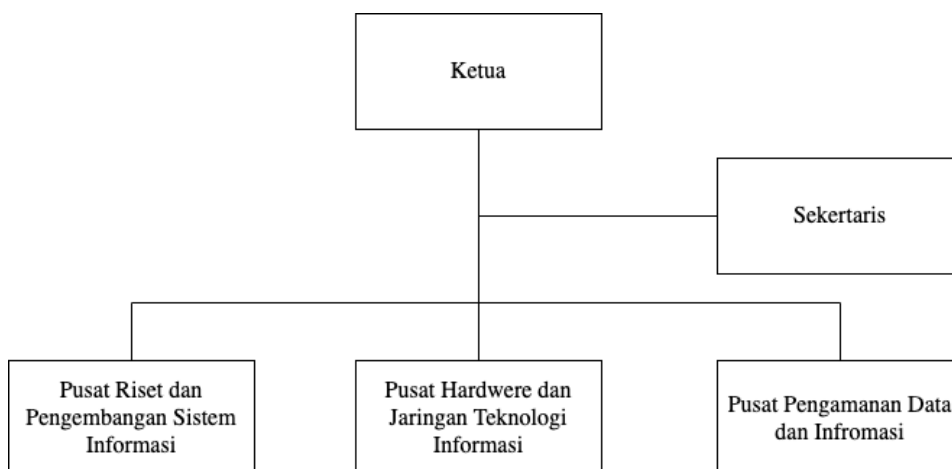 Ketua
Sekertaris
Pusat Riset dan
Pengembangan Sistem
Informasi
Pusat Hardwere dan
Jaringan Teknologi
Informasi
Pusat Pengamanan Data
dan Infromasi